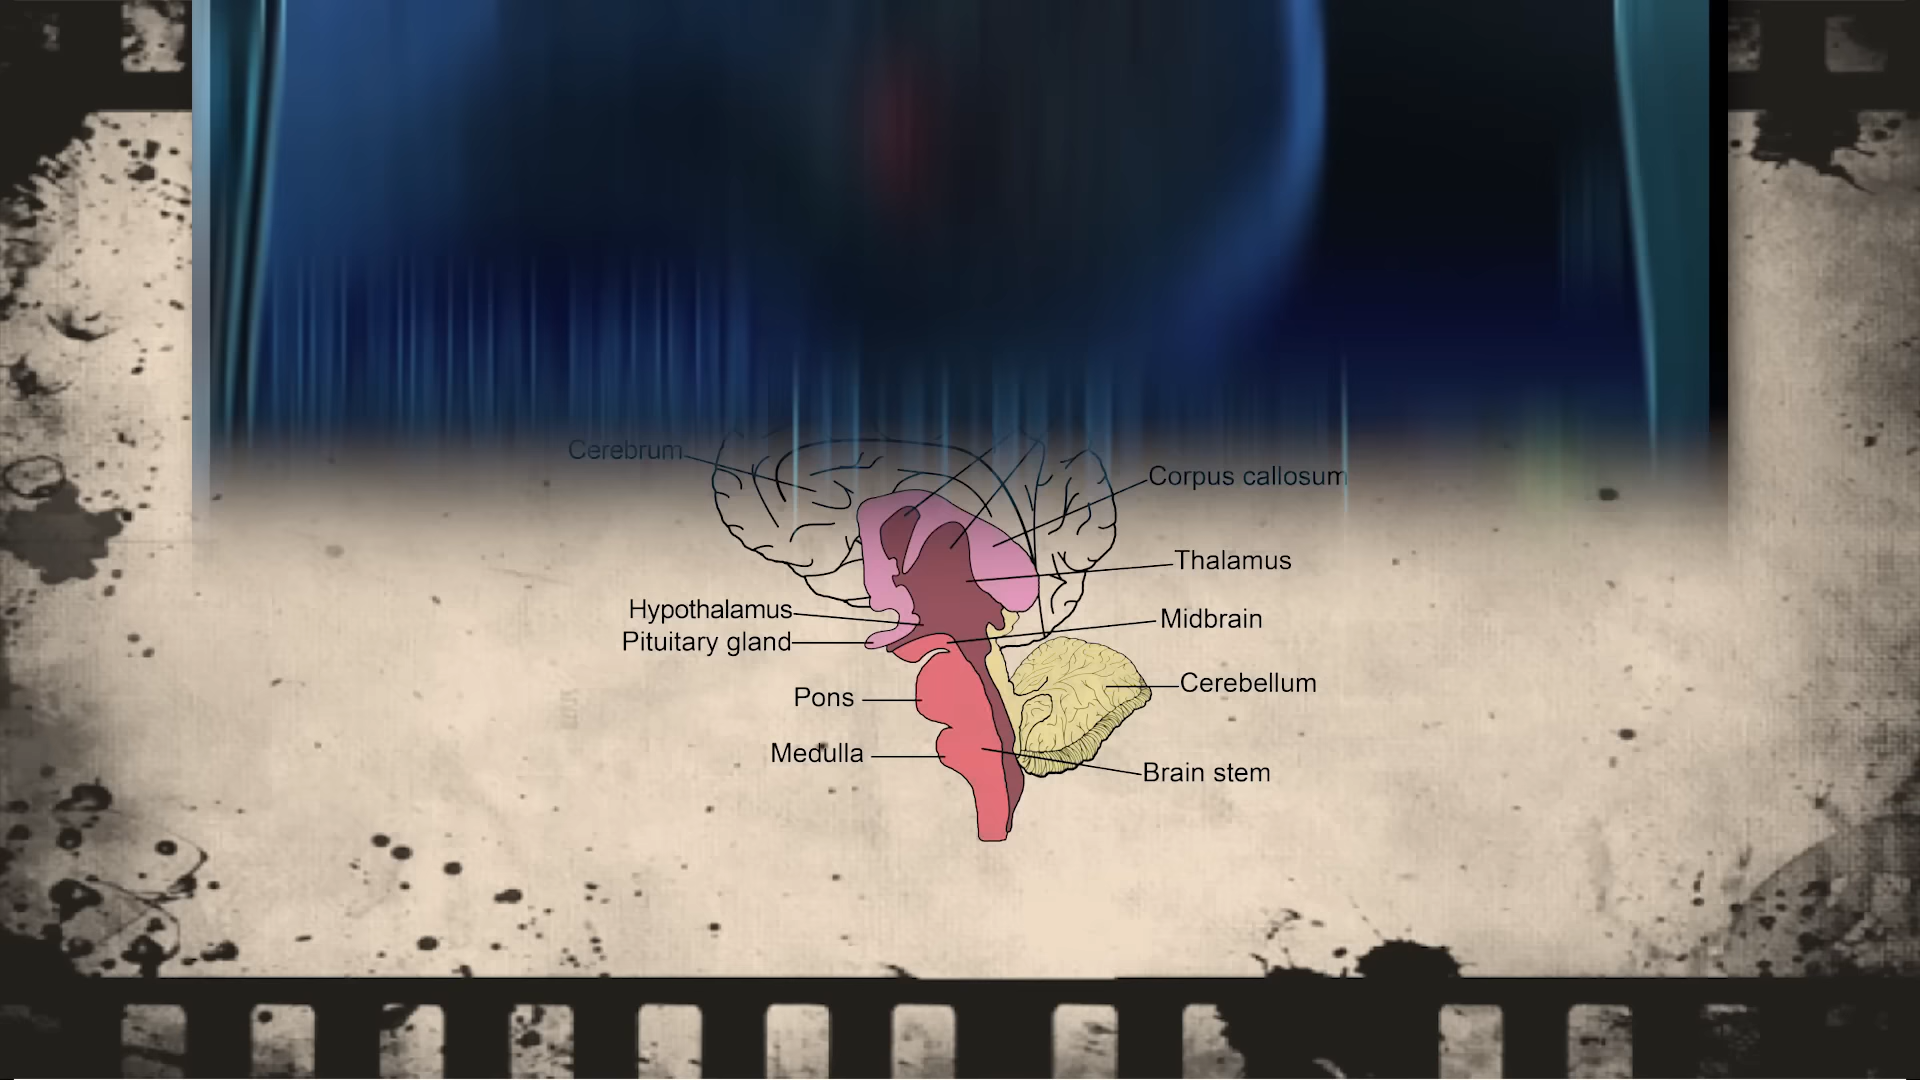 Cerebrum
Corpus callosum
Thalamus
Hypothalamus
Midbrain
Pituitary gland
Cerebellum
Pons
Medulla
Brain stem